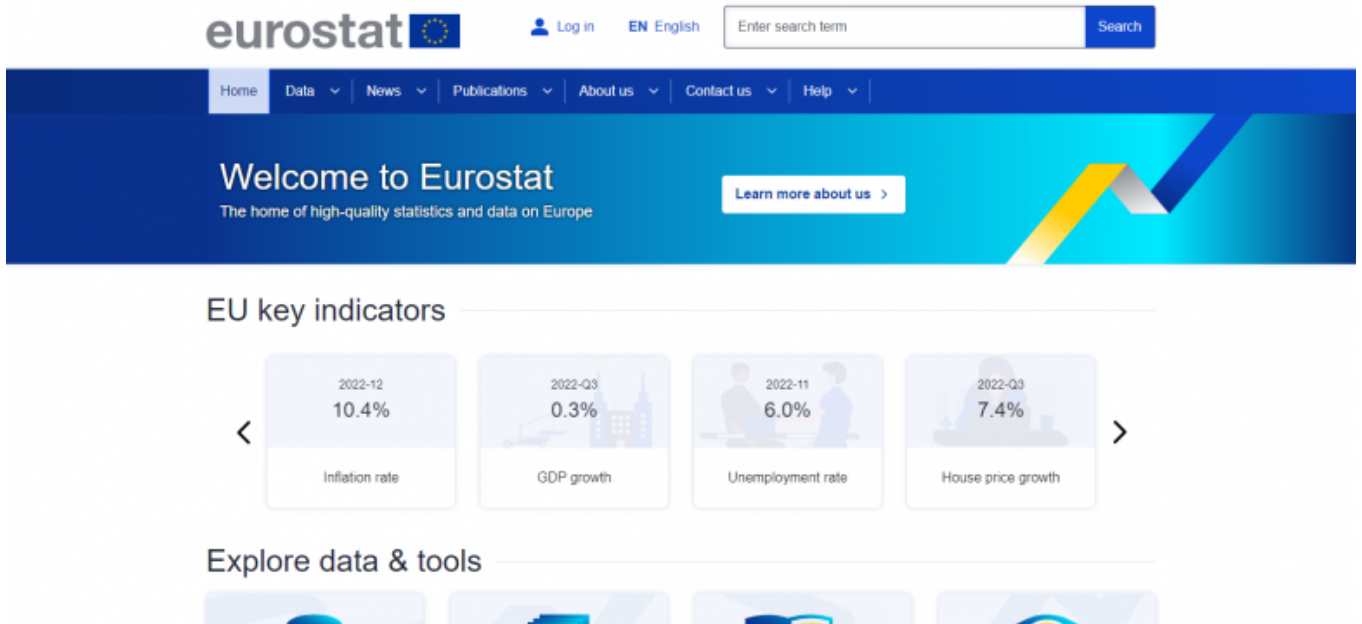 eurostat
Log in EN English Enter search term Search
Home Data News Publications About us Contact us Help
Welcome to Eurostat
The home of high-quality statistics and data on Europe
Learn more about us
EU key indicators
2022-12 2022-Q3 2022-11 2022-Q3
10.4% 0.3% 6.0% 7.4%
Inflation rate GDP growth Unemployment rate House price growth
Explore data & tools